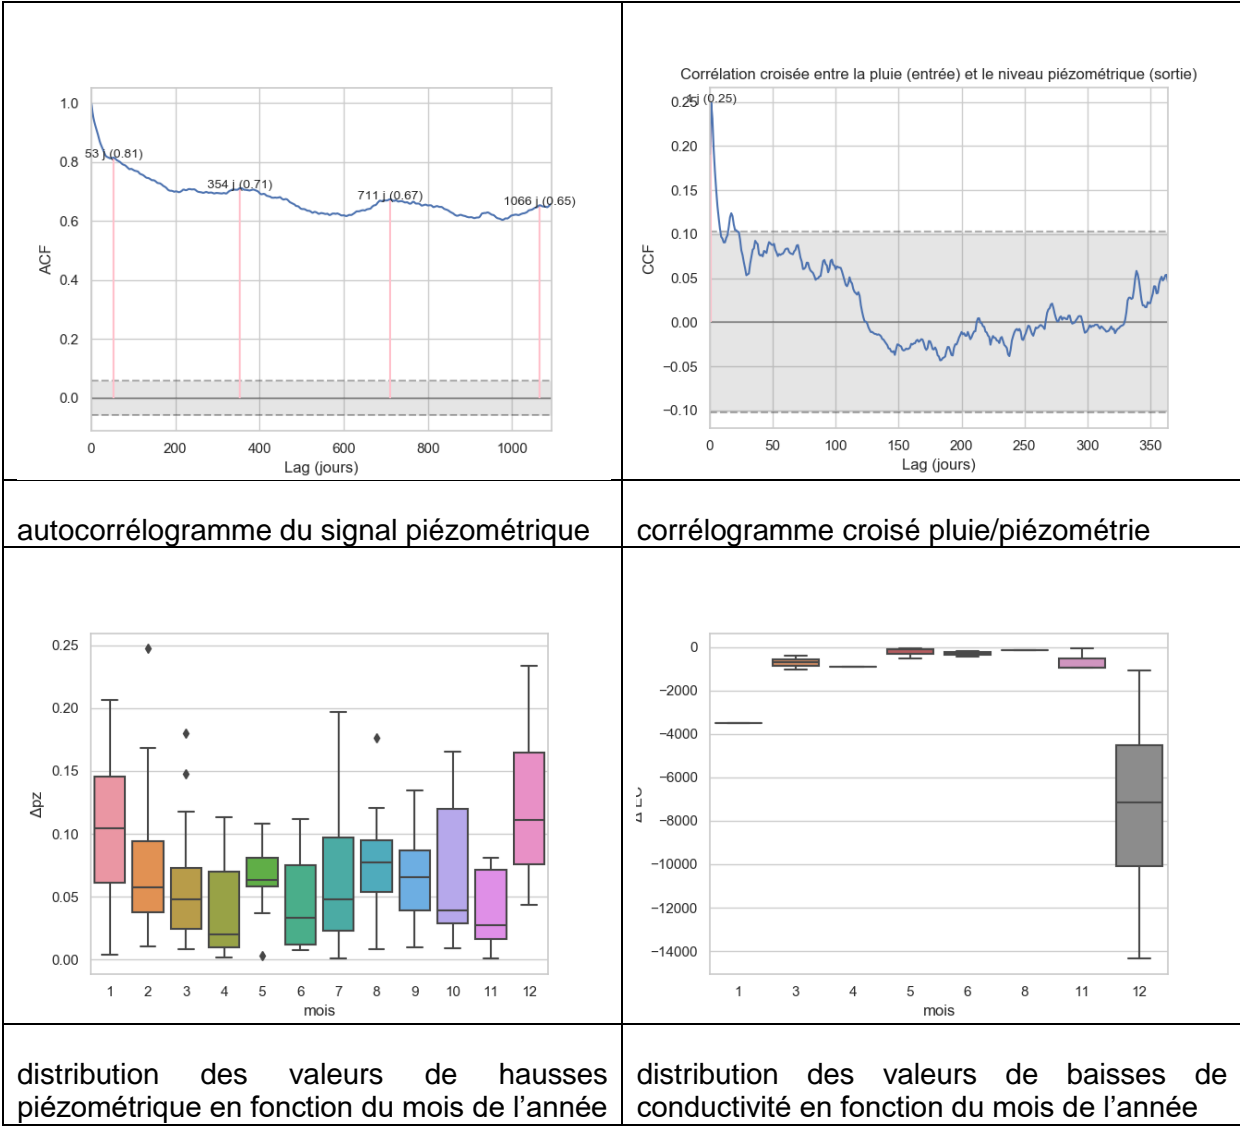 Corrélation croisée entre la pluie (entrée) et le niveau piézométrique (sortie)
1.0
0.8
0.6
0.4
0.2
0.0
ACF
53 j (0.81)
354 j (0.71)
711 j (0.67)
1066 j (0.65)
0 200 400 600 800 1000
Lag (jours)
0.25
0.20
0.15
0.10
0.05
0.00
−0.05
−0.10
CCF
j (0.25)
0 50 100 150 200 250 300 350
Lag (jours)
autocorrélogramme du signal piézométrique
corrélogramme croisé pluie/piézométrie
0.25
0.20
0.15
0.10
0.05
0.00
Δpz
1 2 3 4 5 6 7 8 9 10 11 12
mois
0
−2000
−4000
−6000
−8000
−10000
−12000
−14000
1 3 4 5 6 8 11 12
mois
distribution des valeurs de hausses
piézométrique en fonction du mois de l’année
distribution des valeurs de baisses de
conductivité en fonction du mois de l’année